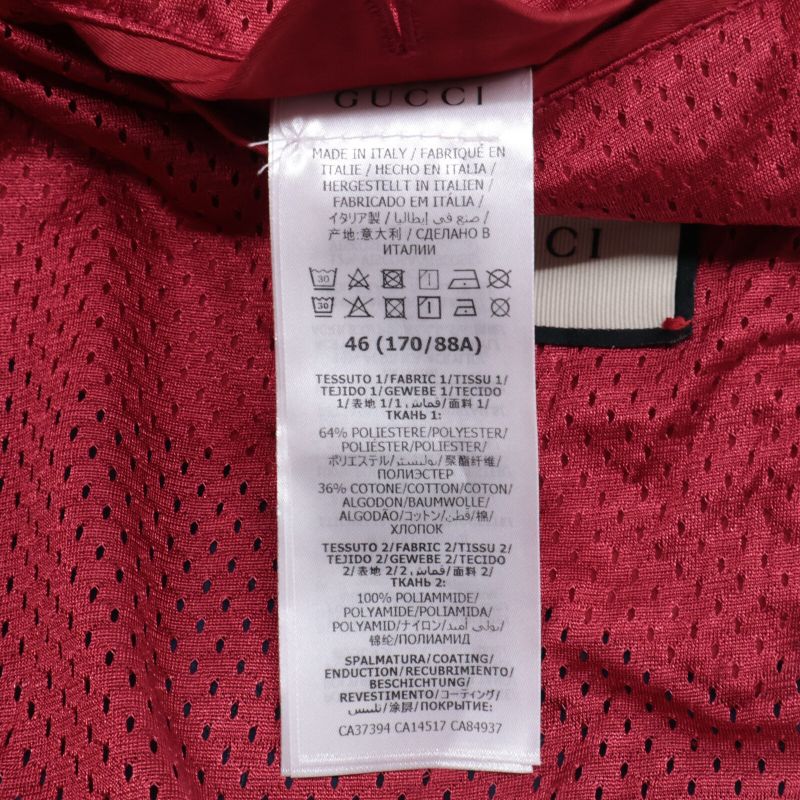 GUCCI
MADE IN ITALY / FABRIQUÉ EN
ITALIE / HECHO EN ITALIA /
HERGESTELLT IN ITALIEN /
FABRICADO EM ITÁLIA /
イタリア製 / صنع في إيطاليا /
产地:意大利 / СДЕЛАНО В
ИТАЛИИ
CCI
30
30
46 (170/88A)
TESSUTO 1/FABRIC 1/TISSU 1/
TEJIDO 1/GEWEBE 1/TECIDO
1/表地 1/قماش 1/面料 1/
ТКАНЬ 1:
64% POLIESTERE/POLYESTER/
POLYESTER/POLIÉSTER/
ポリエステル/بوليستر/聚酯纤维/
ПОЛИЭСТЕР
36% COTONE/COTTON/COTON/
ALGODON/BAUMWOLLE/
ALGODÃO/コットン/قطن/棉/
ХЛОПОК
TESSUTO 2/FABRIC 2/TISSU 2/
TEJIDO 2/GEWEBE 2/TECIDO
2/表地 2/قماش 2/面料 2/
ТКАНЬ 2:
100% POLIAMMIDE/
POLYAMIDE/POLIAMIDA/
POLYAMID/ナイロン/بولي أميد/
锦纶/ПОЛИАМИД
SPALMATURA/COATING/
ENDUCTION/RECUBRIMIENTO/
BESCHICHTUNG/
REVESTIMENTO/コーティング/
تلبيس/涂层/ПОКРЫТИЕ:
CA37394 CA14517 CA84937